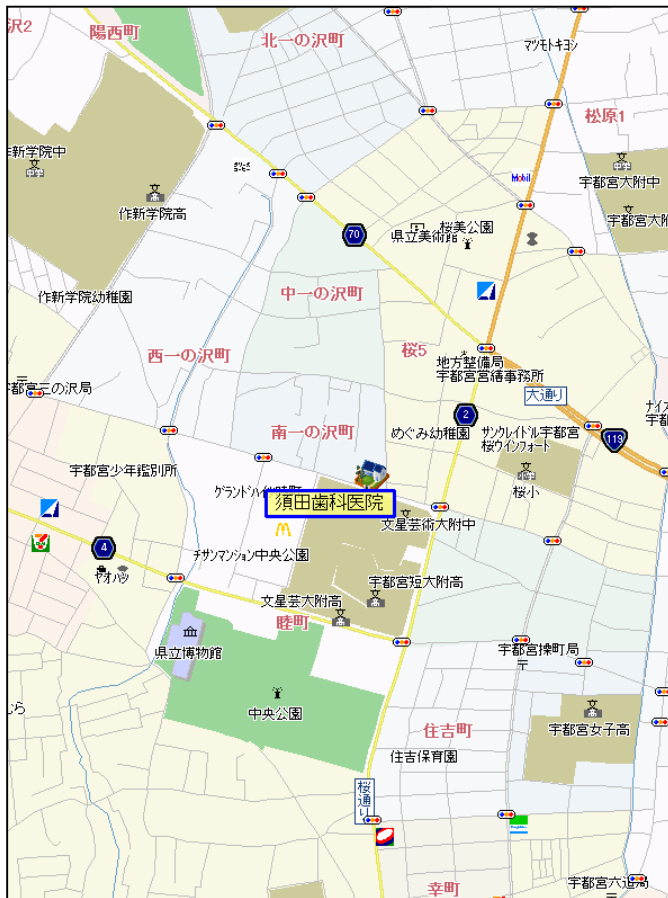 沢2
陽西町
北一の沢町
マツモトキヨシ
松原1
作新学院中
宇都宮大附中
Mobil
作新学院高
宇都宮大附
70
県立美術館
桜美公園
作新学院幼稚園
中一の沢町
西一の沢町
桜5
地方整備局
宇都宮営繕事務所
宇都宮三の沢局
大通り
2
南一の沢町
めぐみ幼稚園
サンクレイドル宇都宮
桜ウインフォート
119
宇都宮少年鑑別所
桜小
須田歯科医院
文星芸術大附中
4
チサンマンション中央公園
ヤオハン
宇都宮短大附高
文星芸大附高
睦町
県立博物館
宇都宮操町局
中央公園
住吉町
宇都宮女子高
住吉保育園
桜通り
幸町
宇都宮六道局